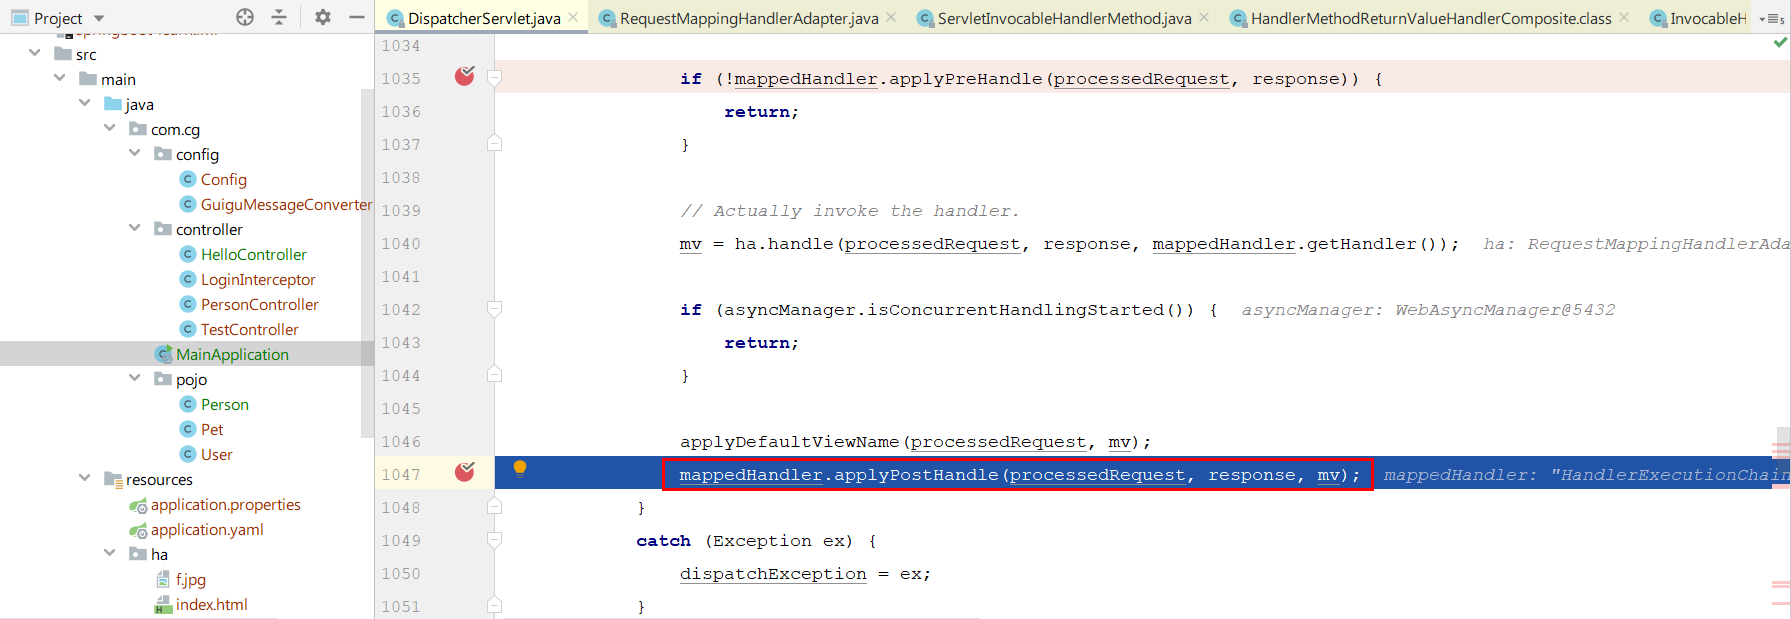 Project
DispatcherServlet.java
RequestMappingHandlerAdapter.java
ServletInvocableHandlerMethod.java
HandlerMethodReturnValueHandlerComposite.class
InvocableH
src
main
java
com.cg
config
Config
GuiguMessageConverter
controller
HelloController
LoginInterceptor
PersonController
TestController
MainApplication
pojo
Person
Pet
User
resources
application.properties
application.yaml
ha
f.jpg
index.html
1034
1035 if (!mappedHandler.applyPreHandle(processedRequest, response)) {
1036 return;
1037 }
1038
1039 // Actually invoke the handler.
1040 mv = ha.handle(processedRequest, response, mappedHandler.getHandler()); ha: RequestMappingHandlerAda
1041
1042 if (asyncManager.isConcurrentHandlingStarted()) { asyncManager: WebAsyncManager@5432
1043 return;
1044 }
1045
1046 applyDefaultViewName(processedRequest, mv);
1047 mappedHandler.applyPostHandle(processedRequest, response, mv); mappedHandler: "HandlerExecutionChain
1048 }
1049 catch (Exception ex) {
1050 dispatchException = ex;
1051 }